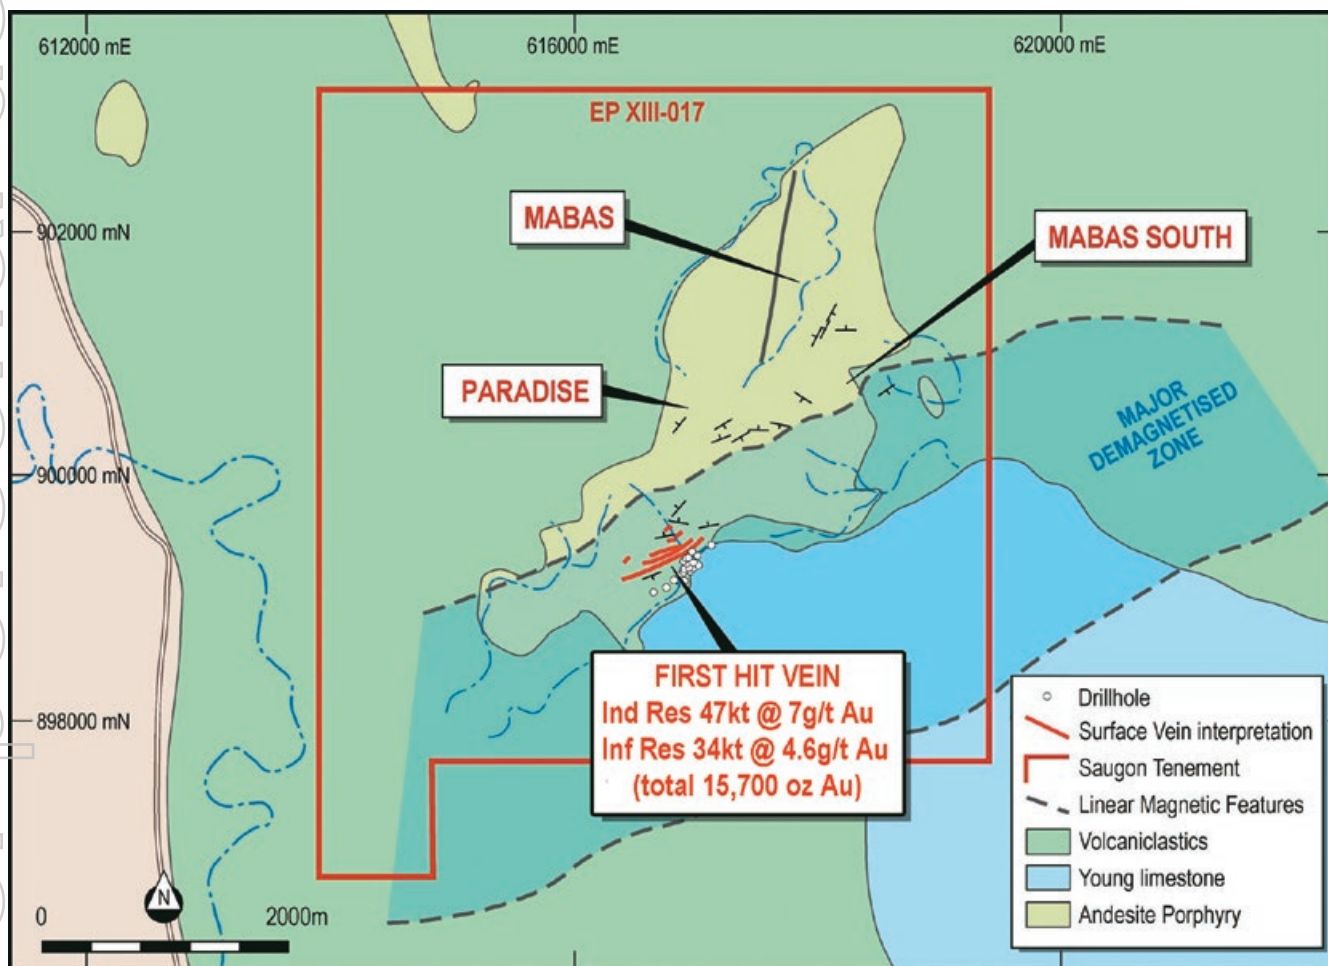 612000 mE
616000 mE
620000 mE
EP XIII-017
902000 mN
MABAS
MABAS SOUTH
PARADISE
MAJOR
DEMAGNETISED
ZONE
900000 mN
898000 mN
FIRST HIT VEIN
Ind Res 47kt @ 7g/t Au
Inf Res 34kt @ 4.6g/t Au
(total 15,700 oz Au)
Drillhole
Surface Vein interpretation
Saugon Tenement
Linear Magnetic Features
Volcaniclastics
Young limestone
Andesite Porphyry
N
0
2000m